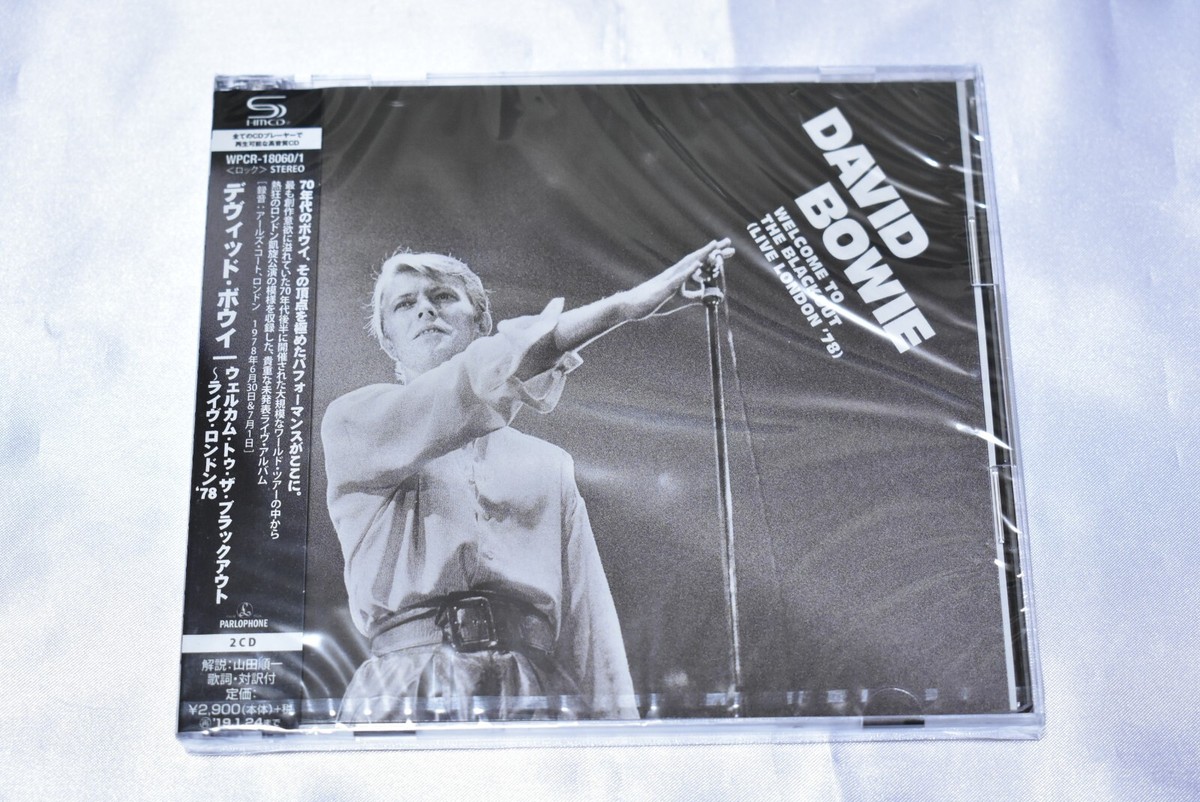 SHM-CD
全てのCDプレーヤーで
再生可能な高音質CD
WPCR-18060/1
<ロック> STEREO
70年代のボウイ、その頂点を極めたパフォーマンスがここに。
最も創作意欲に溢れていた70年代後半に開催された大規模なワールド・ツアーの中から
熱狂のロンドン凱旋公演の模様を収録した、貴重な未発表ライヴ・アルバム
[録音:アールズ・コート、ロンドン 1978年6月30日&7月1日]
デヴィッド・ボウイ
ウェルカム・トゥ・ザ・ブラックアウト
〜ライヴ・ロンドン'78
PARLOPHONE
2CD
解説:山田順一
歌詞・対訳付
定価:
¥2,900(本体)+税
'19.1.24まで
DAVID
BOWIE
WELCOME TO
THE BLACKOUT
(LIVE LONDON '78)